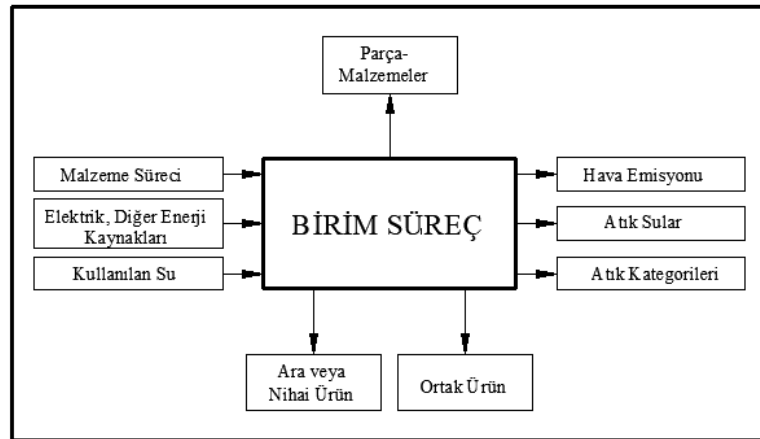 Parça-
Malzemeler
Malzeme Süreci
Elektrik, Diğer Enerji
Kaynakları
Kullanılan Su
BİRİM SÜREÇ
Hava Emisyonu
Atık Sular
Atık Kategorileri
Ara veya
Nihai Ürün
Ortak Ürün